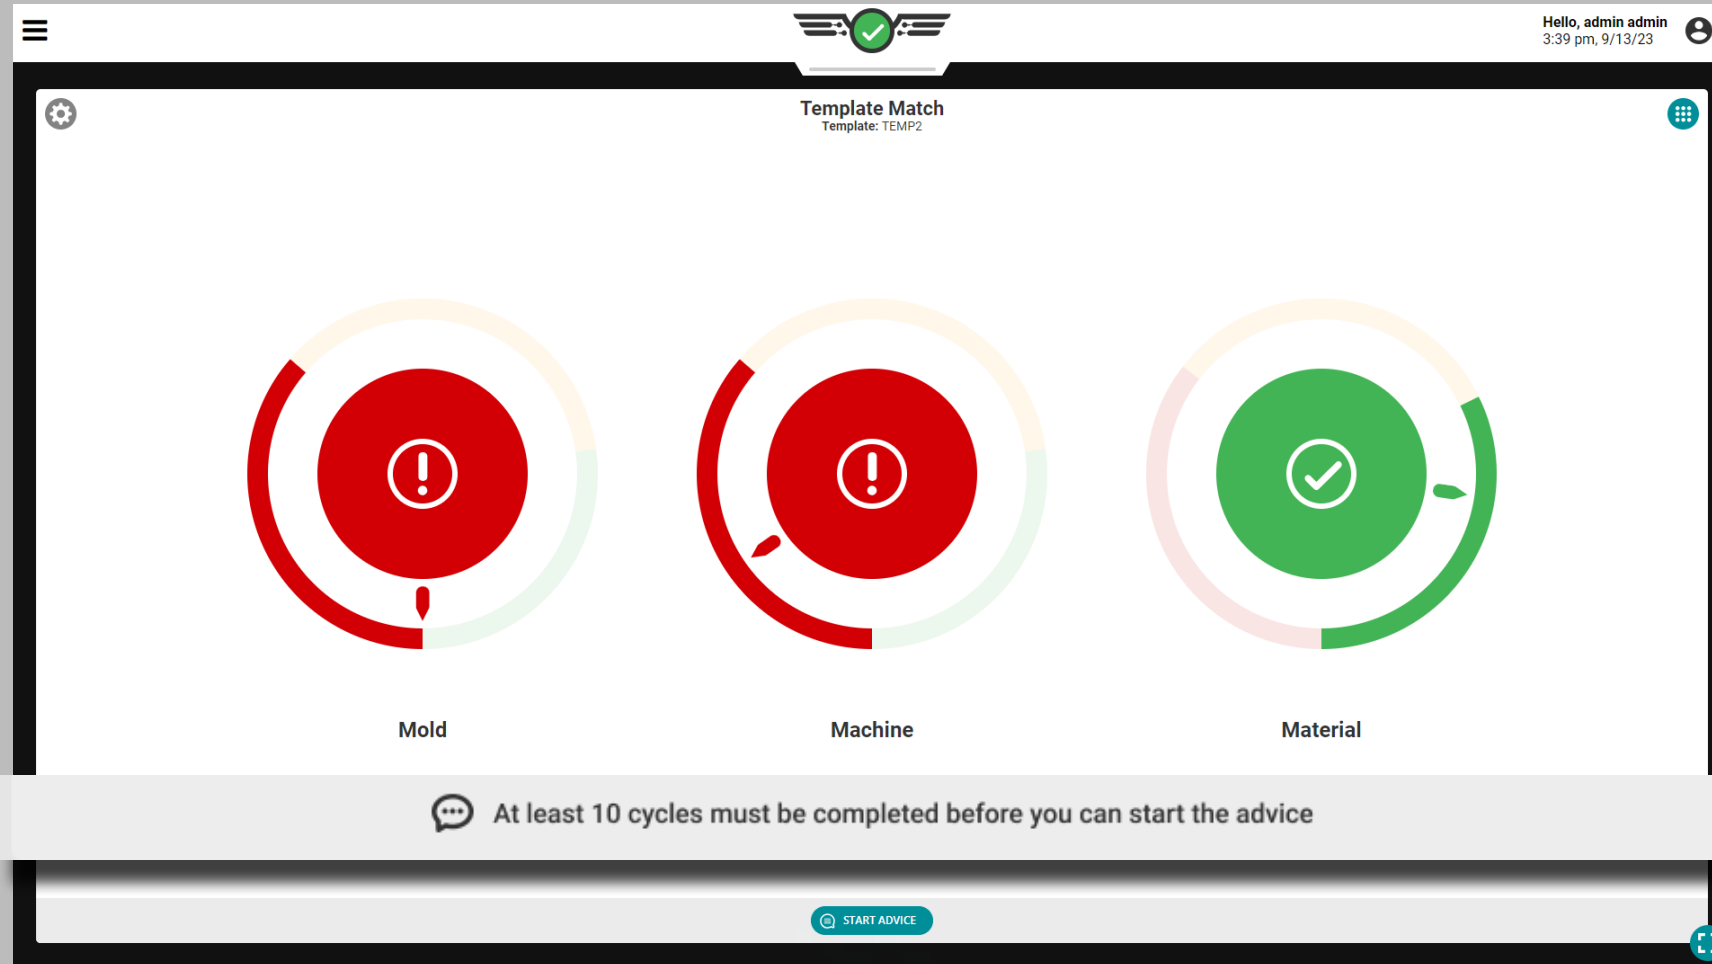 Hello, admin admin
3:39 pm, 9/13/23
Template Match
Template: TEMP2
Mold
Machine
Material
At least 10 cycles must be completed before you can start the advice
START ADVICE